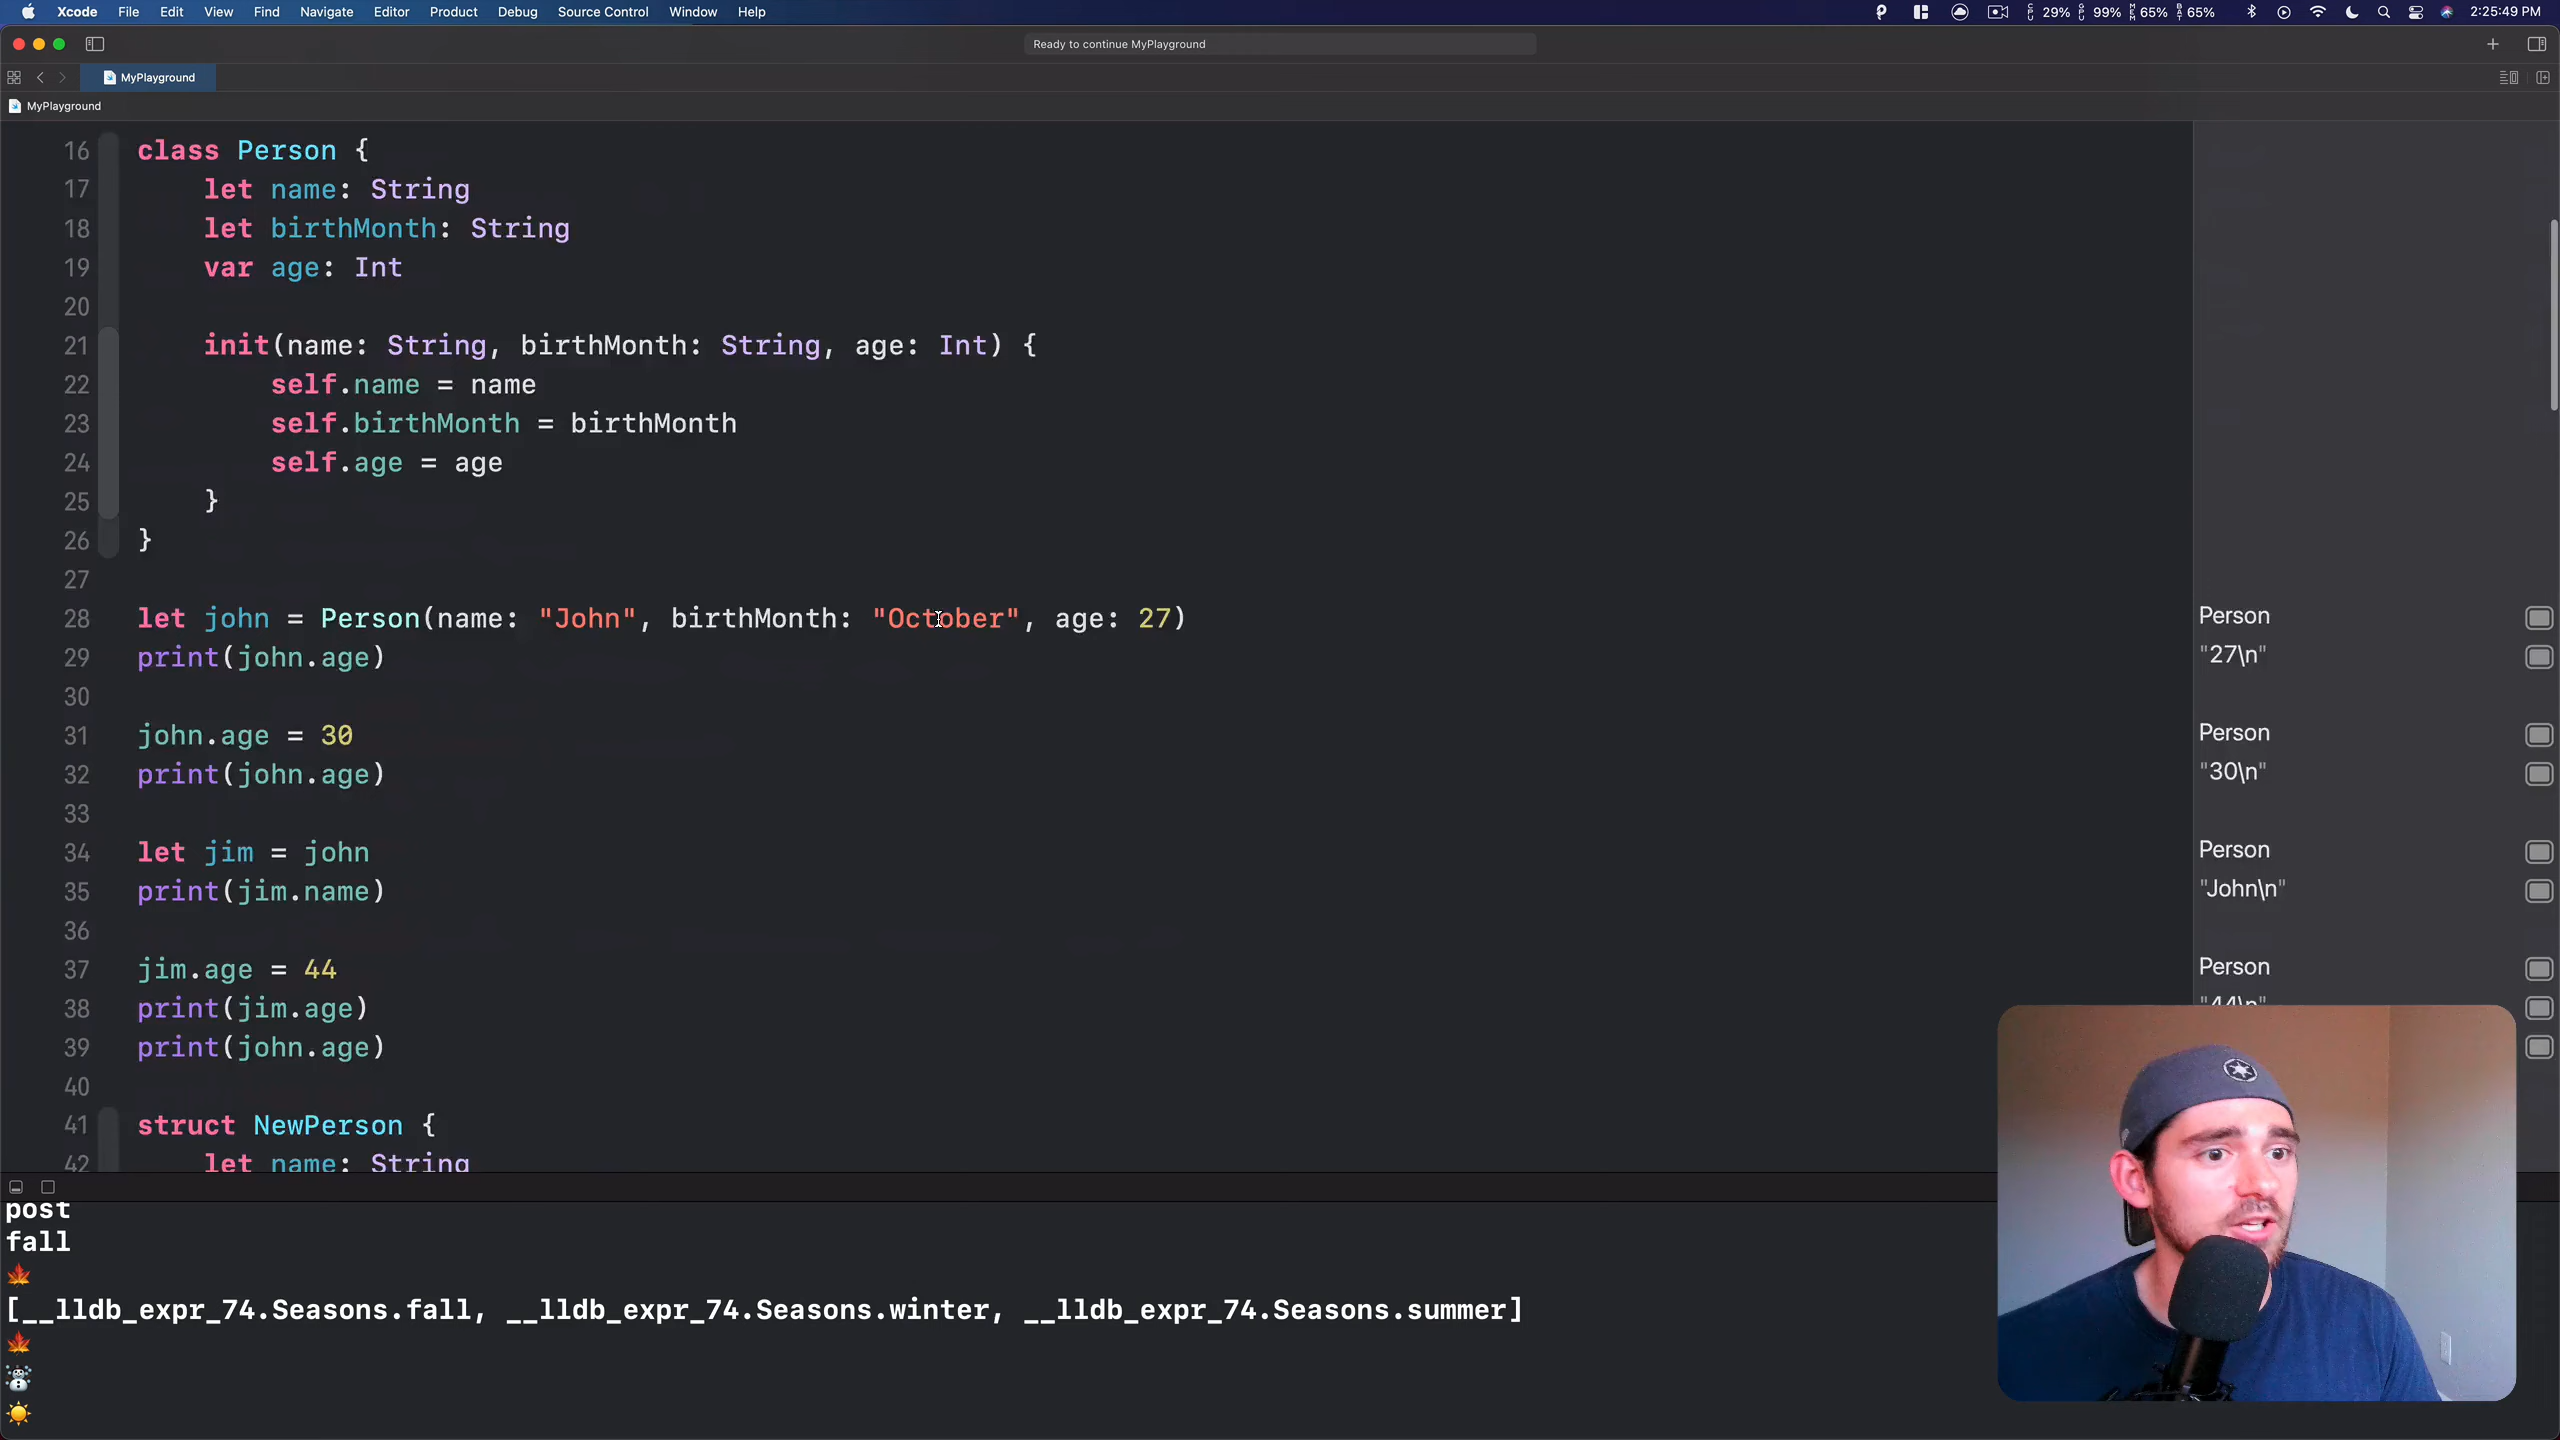 Xcode File Edit View Find Navigate Editor Product Debug Source Control Window Help 29% 99% 65% 65% 2:25:49 PM
Ready to continue MyPlayground
MyPlayground
MyPlayground
16 class Person {
17 let name: String
18 let birthMonth: String
19 var age: Int
20
21 init(name: String, birthMonth: String, age: Int) {
22 self.name = name
23 self.birthMonth = birthMonth
24 self.age = age
25 }
26 }
27
28 let john = Person(name: "John", birthMonth: "October", age: 27) Person
29 print(john.age) "27\n"
30
31 john.age = 30 Person
32 print(john.age) "30\n"
33
34 let jim = john Person
35 print(jim.name) "John\n"
36
37 jim.age = 44 Person
38 print(jim.age) "44\n"
39 print(john.age)
40
41 struct NewPerson {
42 let name: String
post
fall
🍁
[__lldb_expr_74.Seasons.fall, __lldb_expr_74.Seasons.winter, __lldb_expr_74.Seasons.summer]
🍁
☃️
☀️